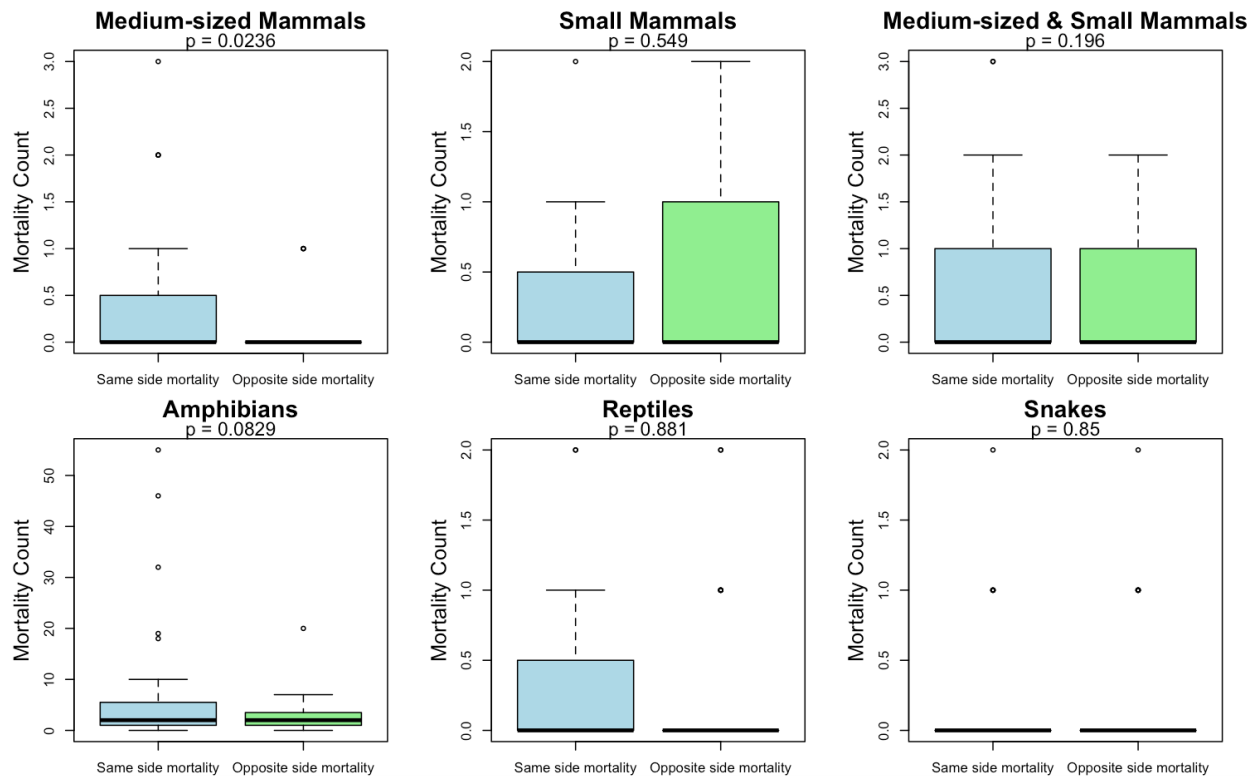 Medium-sized Mammals
p = 0.0236
Mortality Count
0.0 0.5 1.0 1.5 2.0 2.5 3.0
Same side mortality Opposite side mortality
Small Mammals
p = 0.549
Mortality Count
0.0 0.5 1.0 1.5 2.0
Same side mortality Opposite side mortality
Medium-sized & Small Mammals
p = 0.196
Mortality Count
0.0 0.5 1.0 1.5 2.0 2.5 3.0
Same side mortality Opposite side mortality
Amphibians
p = 0.0829
Mortality Count
0 10 20 30 40 50
Same side mortality Opposite side mortality
Reptiles
p = 0.881
Mortality Count
0.0 0.5 1.0 1.5 2.0
Same side mortality Opposite side mortality
Snakes
p = 0.85
Mortality Count
0.0 0.5 1.0 1.5 2.0
Same side mortality Opposite side mortality